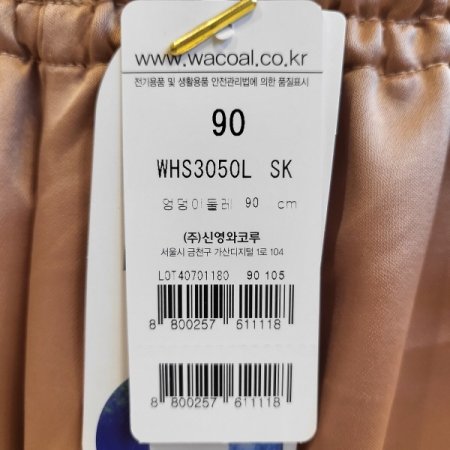 www.wacoal.co.kr
전기용품 및 생활용품 안전관리법에 의한 품질표시
90
WHS3050L SK
엉덩이둘레 90 cm
(주)신영와코루
서울시 금천구 가산디지털 1로 104
LOT40701180 90 105
8 800257 611118
8 800257 611118